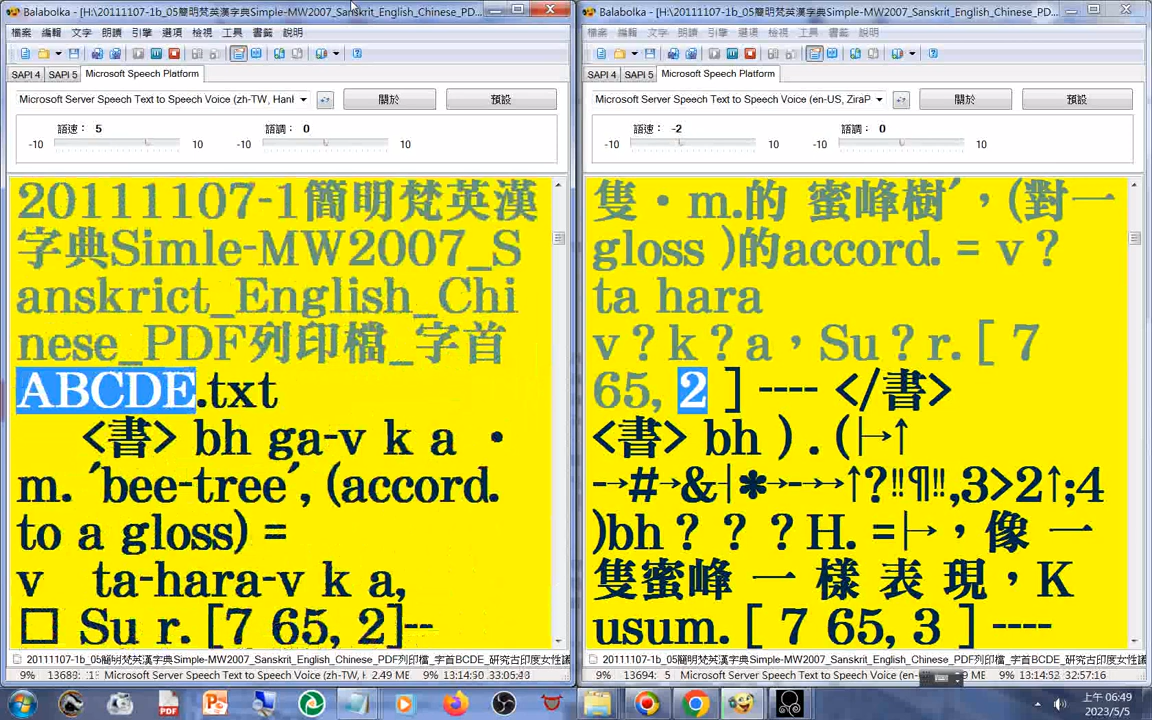 Balabolka - [H:\20111107-1b_05簡明梵英漢字典Simple-MW2007_Sanskrit_English_Chinese_PD...
檔案 編輯 文字 朗讀 引擎 選項 檢視 工具 書籤 說明
SAPI 4 SAPI 5 Microsoft Speech Platform
Microsoft Server Speech Text to Speech Voice (zh-TW, Hanl
關於 預設
語速： 5 語調： 0
-10 10 -10 10
20111107-1簡明梵英漢
字典Simle-MW2007_S
anskrict_English_Chi
nese_PDF列印檔_字首
ABCDE.txt
<書> bh ga-v k a ・
m. ´bee-tree´, (accord.
to a gloss) =
v ta-hara-v k a,
□ Su r. [7 65, 2]--
20111107-1b_05簡明梵英漢字典Simple-MW2007_Sanskrit_English_Chinese_PDF列印檔_字首BCDE_研究古印度女性議
Microsoft Server Speech Text to Speech Voice (zh-TW, H
2.49 MB 9% 13:14:50
Balabolka - [H:\20111107-1b_05簡明梵英漢字典Simple-MW2007_Sanskrit_English_Chinese_PD...
檔案 編輯 文字 朗讀 引擎 選項 檢視 工具 書籤 說明
SAPI 4 SAPI 5 Microsoft Speech Platform
Microsoft Server Speech Text to Speech Voice (en-US, ZiraP
關於 預設
語速： -2 語調： 0
-10 10 -10 10
隻・m.的 蜜峰樹´，(對一
gloss )的accord. = v ?
ta hara
v ? k ? a，Su ? r. [ 7
65, 2 ] ---- </書>
<書> bh ) . (├→↑
-→#→&┤*→-→→↑?‼¶‼,3>2↑;4
)bh ? ? ? H. =├→，像 一
隻蜜峰 一 樣 表 現，K
usum. [ 7 65, 3 ] ----
20111107-1b_05簡明梵英漢字典Simple-MW2007_Sanskrit_English_Chinese_PDF列印檔_字首BCDE_研究古印度女性議
9% 13694: 5 Microsoft Server Speech Text to Speech Voice (en-US,
9% 13:14:52 32:57:16
上午 06:49
2023/5/5